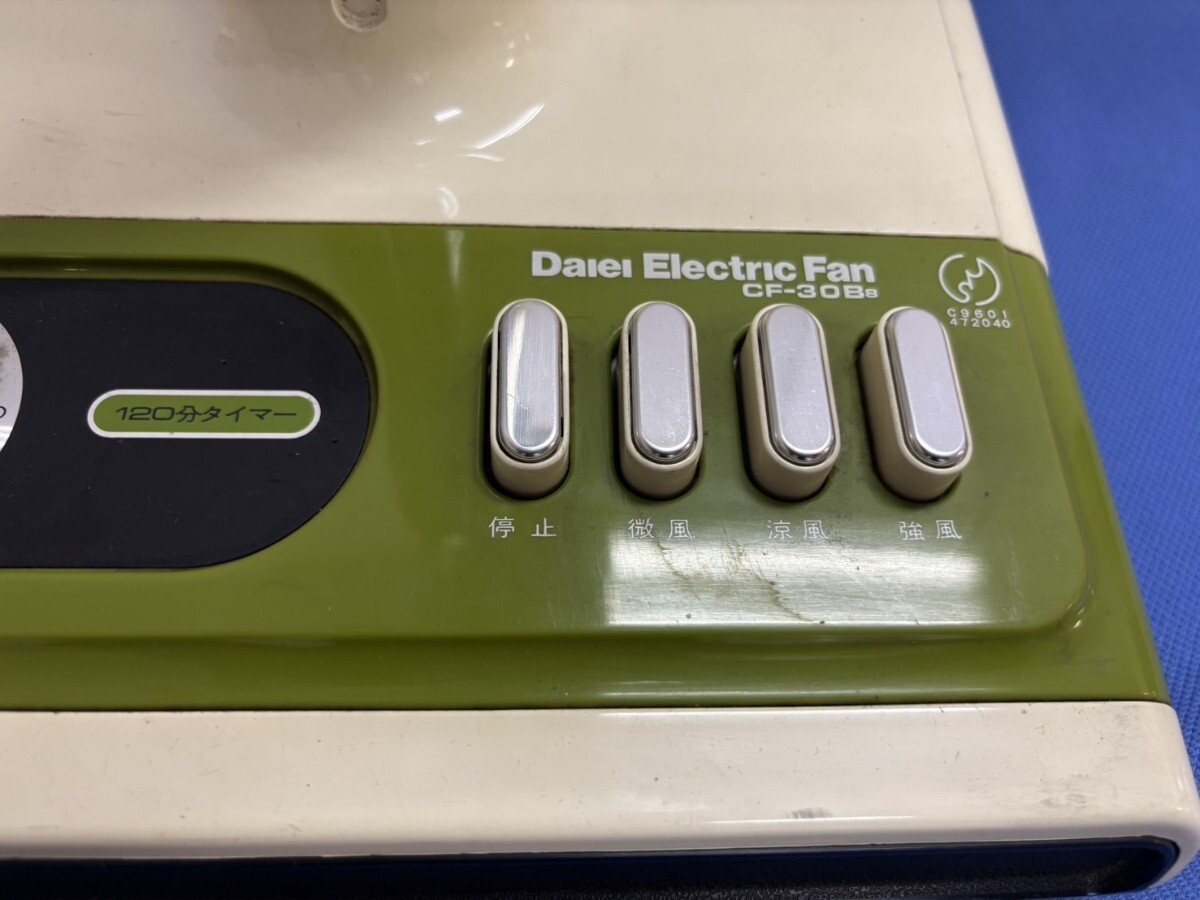 Daiei Electric Fan
CF-30B8
C9601
472040
120分タイマー
停止
微風
涼風
強風